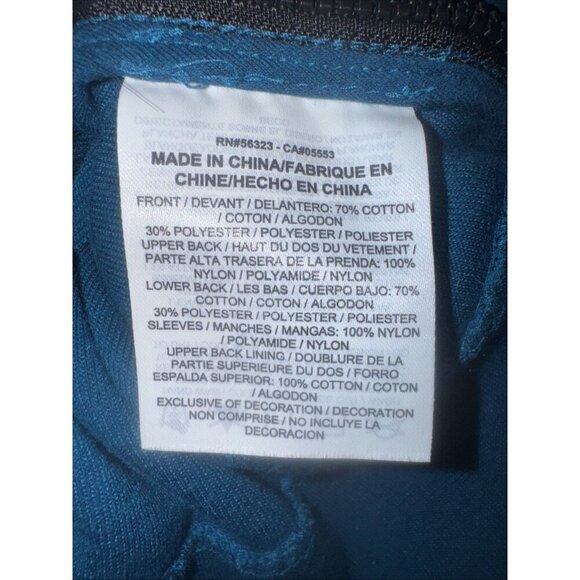 RN#56323 - CA#05553
MADE IN CHINA/FABRIQUE EN
CHINE/HECHO EN CHINA
FRONT / DEVANT / DELANTERO: 70% COTTON
/ COTON / ALGODON
30% POLYESTER / POLYESTER / POLIESTER
UPPER BACK / HAUT DU DOS DU VETEMENT /
PARTE ALTA TRASERA DE LA PRENDA: 100%
NYLON / POLYAMIDE / NYLON
LOWER BACK / LES BAS / CUERPO BAJO: 70%
COTTON / COTON / ALGODON
30% POLYESTER / POLYESTER / POLIESTER
SLEEVES / MANCHES / MANGAS: 100% NYLON
/ POLYAMIDE / NYLON
UPPER BACK LINING / DOUBLURE DE LA
PARTIE SUPERIEURE DU DOS / FORRO
ESPALDA SUPERIOR: 100% COTTON / COTON
/ ALGODON
EXCLUSIVE OF DECORATION / DECORATION
NON COMPRISE / NO INCLUYE LA
DECORACION